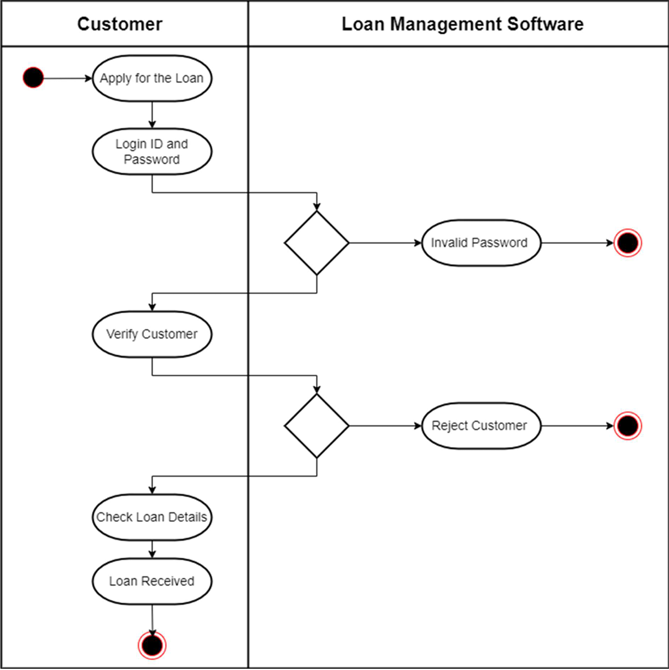 Customer
Loan Management Software
Apply for the Loan
Login ID and
Password
Invalid Password
Verify Customer
Reject Customer
Check Loan Details
Loan Received